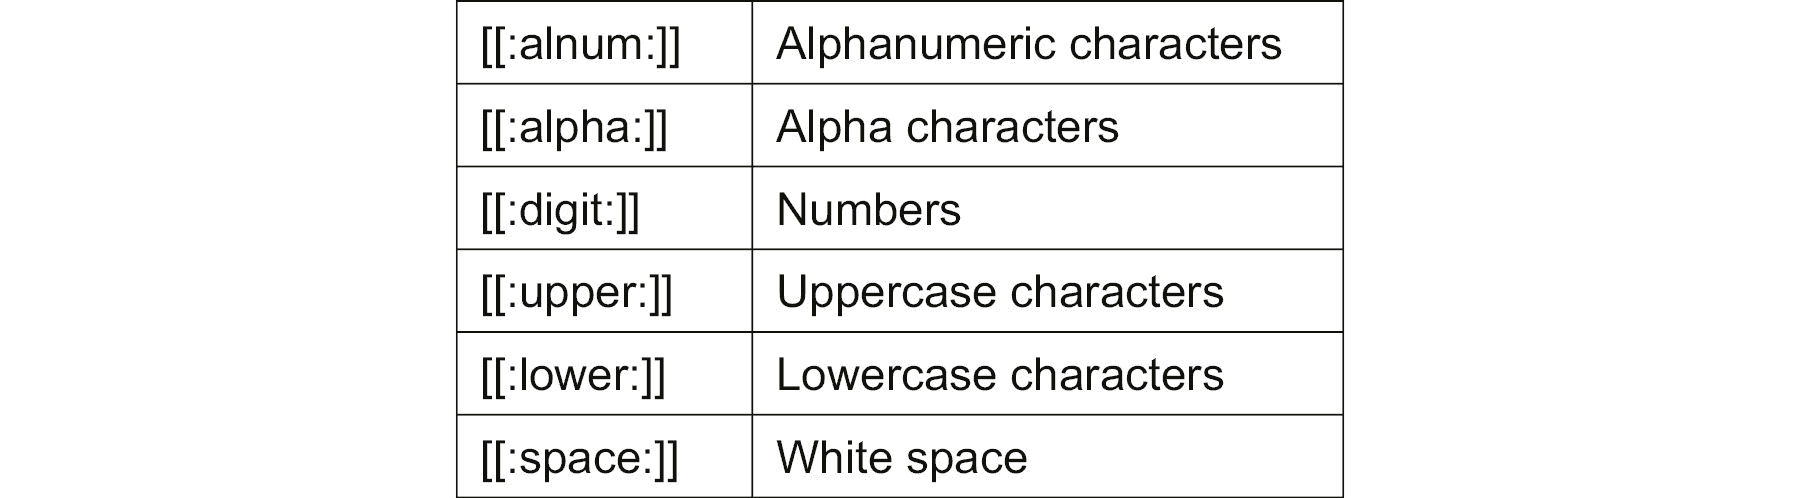 [[:alnum:]] Alphanumeric characters
[[:alpha:]] Alpha characters
[[:digit:]] Numbers
[[:upper:]] Uppercase characters
[[:lower:]] Lowercase characters
[[:space:]] White space